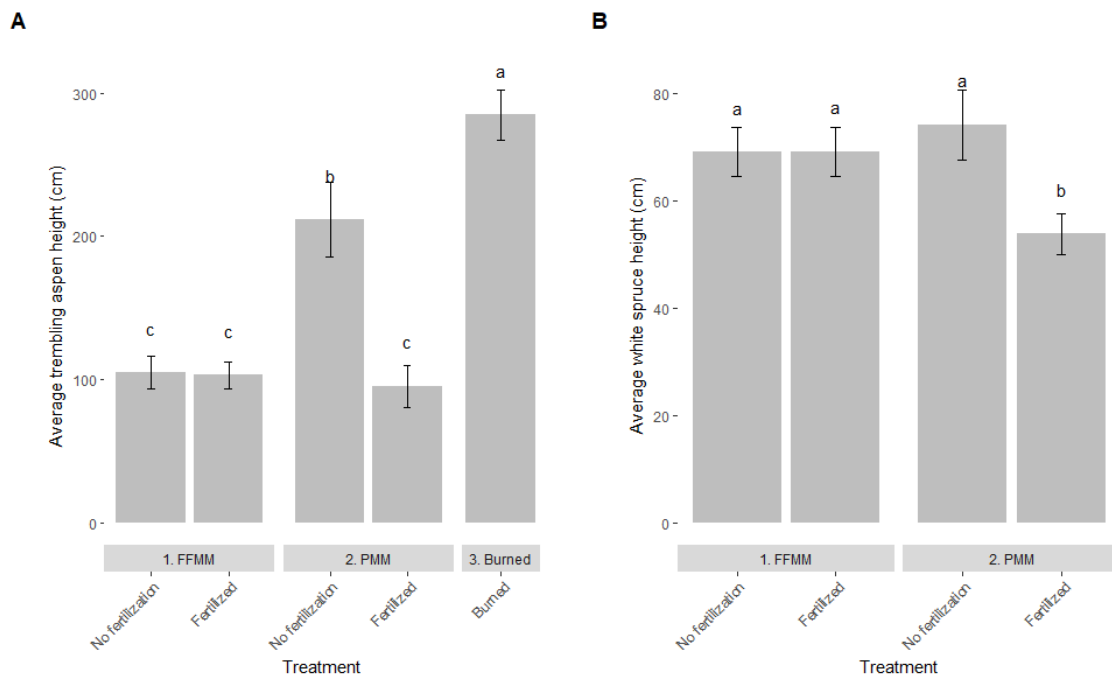 A
Average trembling aspen height (cm)
300
200
100
0
c
c
b
c
a
1. FFMM
2. PMM
3. Burned
No fertilization
Fertilized
No fertilization
Fertilized
Burned
Treatment
B
Average white spruce height (cm)
80
60
40
20
0
a
a
a
b
1. FFMM
2. PMM
No fertilization
Fertilized
No fertilization
Fertilized
Treatment